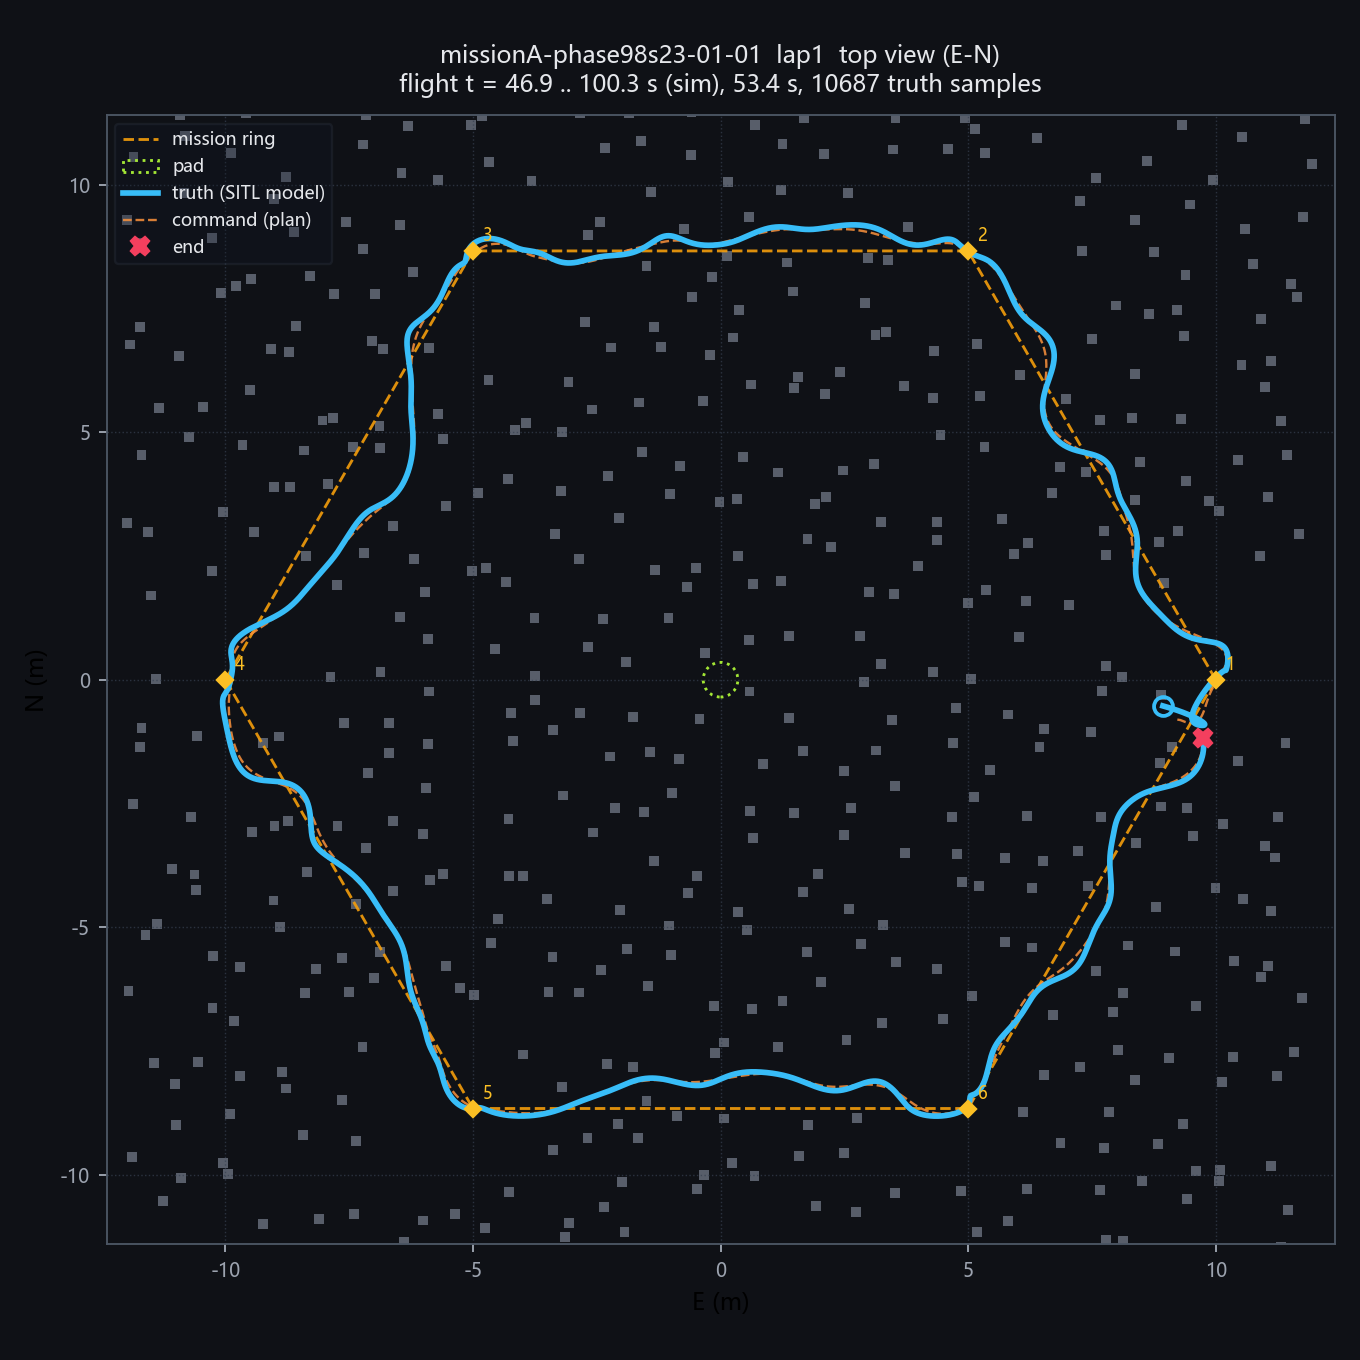 missionA-phase98s23-01-01 lap1 top view (E-N)
flight t = 46.9 .. 100.3 s (sim), 53.4 s, 10687 truth samples
mission ring
pad
truth (SITL model)
command (plan)
end
3
2
4
1
5
6
10
5
0
-5
-10
N (m)
-10
-5
0
5
10
E (m)